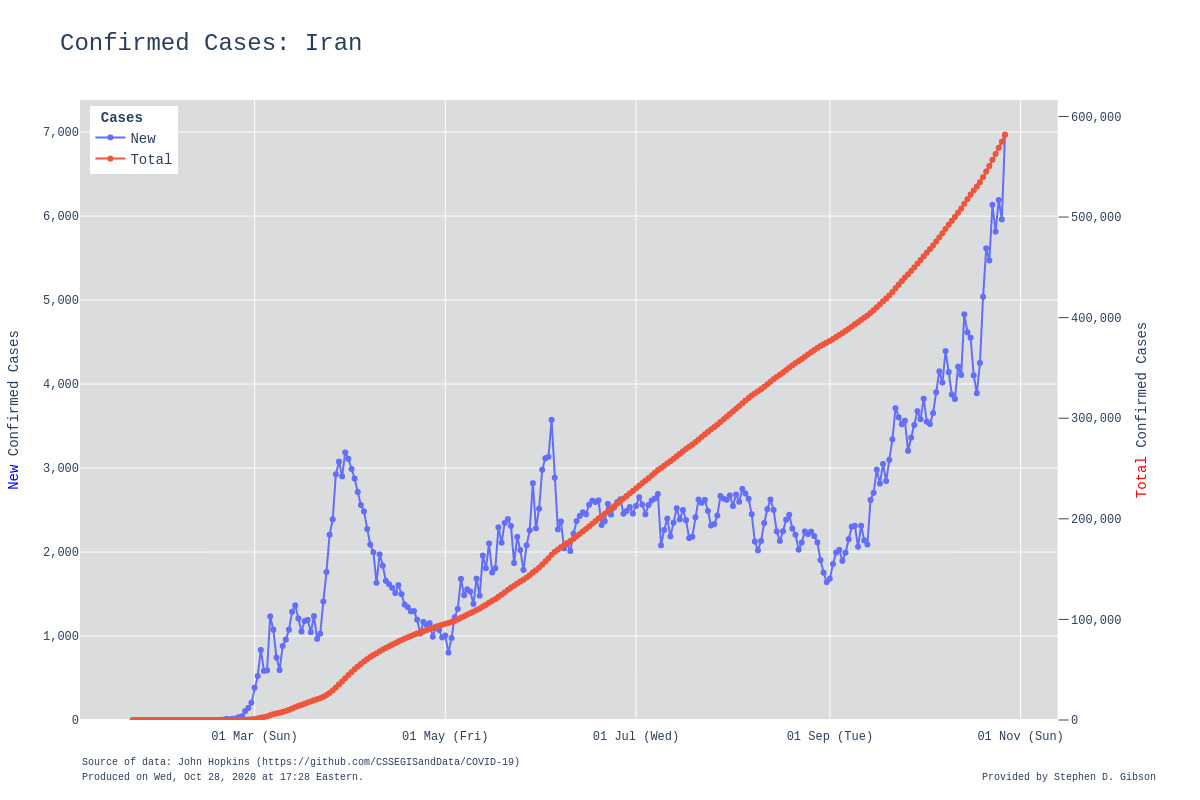 Confirmed Cases: Iran
Cases
New
Total
7,000
6,000
5,000
4,000
3,000
2,000
1,000
0
600,000
500,000
400,000
300,000
200,000
100,000
0
New Confirmed Cases
Total Confirmed Cases
01 Mar (Sun) 01 May (Fri) 01 Jul (Wed) 01 Sep (Tue) 01 Nov (Sun)
Source of data: John Hopkins (https://github.com/CSSEGISandData/COVID-19)
Produced on Wed, Oct 28, 2020 at 17:28 Eastern.
Provided by Stephen D. Gibson